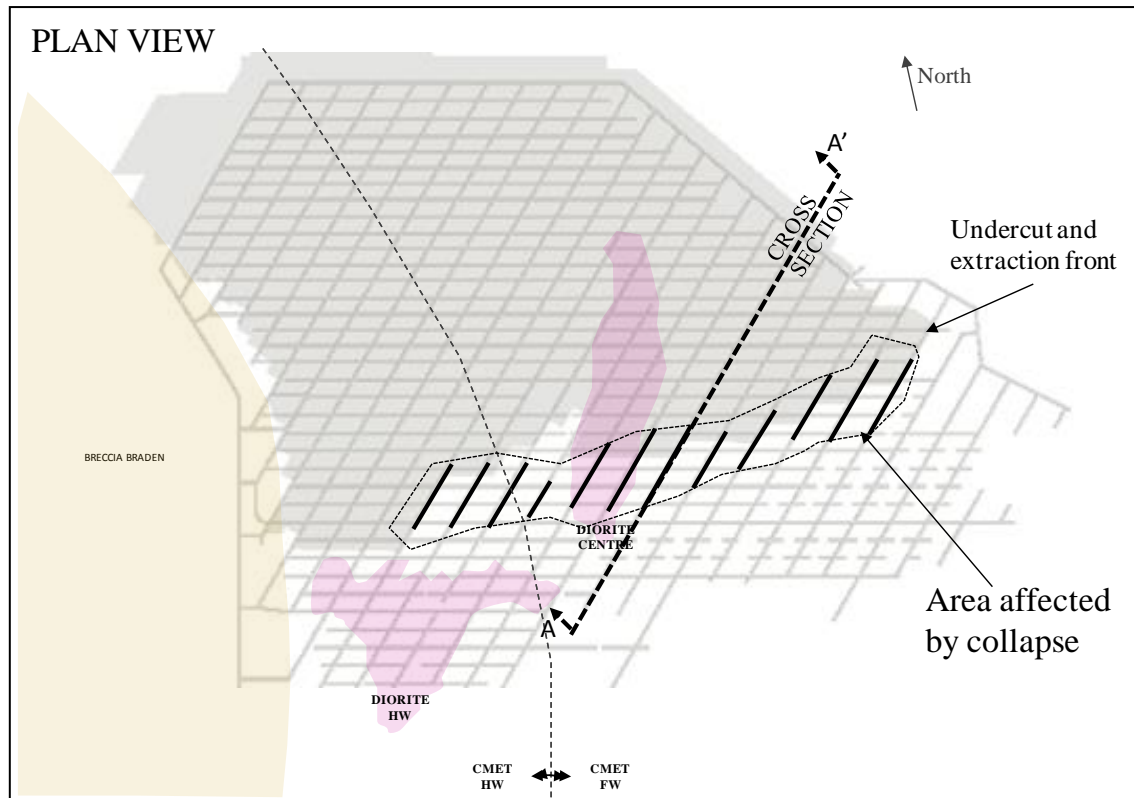 PLAN VIEW
North
A'
CROSS
SECTION
Undercut and
extraction front
BRECCIA BRADEN
DIORITE
CENTRE
Area affected
by collapse
A
DIORITE
HW
CMET
HW
CMET
FW